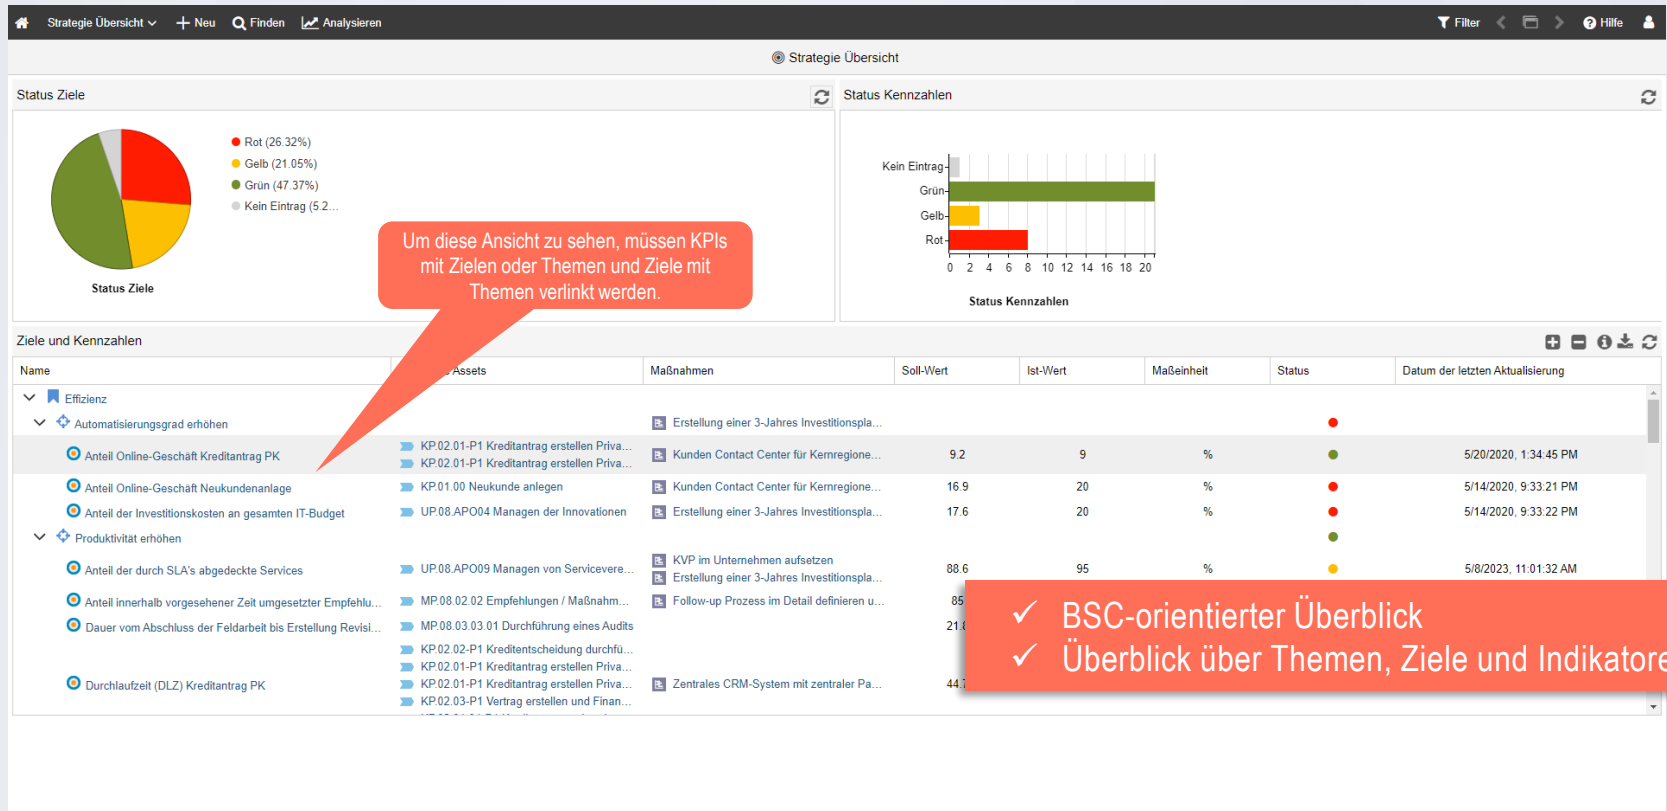 Strategie Übersicht
Neu
Finden
Analysieren
Filter
Hilfe
Strategie Übersicht
Status Ziele
Status Kennzahlen
Rot (26.32%)
Gelb (21.05%)
Grün (47.37%)
Kein Eintrag (5.2...
Status Ziele
Kein Eintrag
Grün
Gelb
Rot
0 2 4 6 8 10 12 14 16 18 20
Status Kennzahlen
Um diese Ansicht zu sehen, müssen KPIs
mit Zielen oder Themen und Ziele mit
Themen verlinkt werden.
Ziele und Kennzahlen
Name Assets Maßnahmen Soll-Wert Ist-Wert Maßeinheit Status Datum der letzten Aktualisierung
Effizienz
Automatisierungsgrad erhöhen Erstellung einer 3-Jahres Investitionspla...
Anteil Online-Geschäft Kreditantrag PK
KP.02.01-P1 Kreditantrag erstellen Priva...
KP.02.01-P1 Kreditantrag erstellen Priva...
Kunden Contact Center für Kernregione... 9.2 9 % 5/20/2020, 1:34:45 PM
Anteil Online-Geschäft Neukundenanlage KP.01.00 Neukunde anlegen Kunden Contact Center für Kernregione... 16.9 20 % 5/14/2020, 9:33:21 PM
Anteil der Investitionskosten an gesamten IT-Budget UP.08.APO04 Managen der Innovationen Erstellung einer 3-Jahres Investitionspla... 17.6 20 % 5/14/2020, 9:33:22 PM
Produktivität erhöhen
Anteil der durch SLA's abgedeckte Services UP.08.APO09 Managen von Servicevere...
KVP im Unternehmen aufsetzen
Erstellung einer 3-Jahres Investitionspla...
88.6 95 % 5/8/2023, 11:01:32 AM
Anteil innerhalb vorgesehener Zeit umgesetzter Empfehlu... MP.08.02.02 Empfehlungen / Maßnahm... Follow-up Prozess im Detail definieren u... 85
Dauer vom Abschluss der Feldarbeit bis Erstellung Revisi... MP.08.03.03.01 Durchführung eines Audits 21.8
Durchlaufzeit (DLZ) Kreditantrag PK
KP.02.02-P1 Kreditentscheidung durchfü...
KP.02.01-P1 Kreditantrag erstellen Priva...
KP.02.01-P1 Kreditantrag erstellen Priva...
KP.02.03-P1 Vertrag erstellen und Finan...
Zentrales CRM-System mit zentraler Pa... 44.7
✓ BSC-orientierter Überblick
✓ Überblick über Themen, Ziele und Indikatore